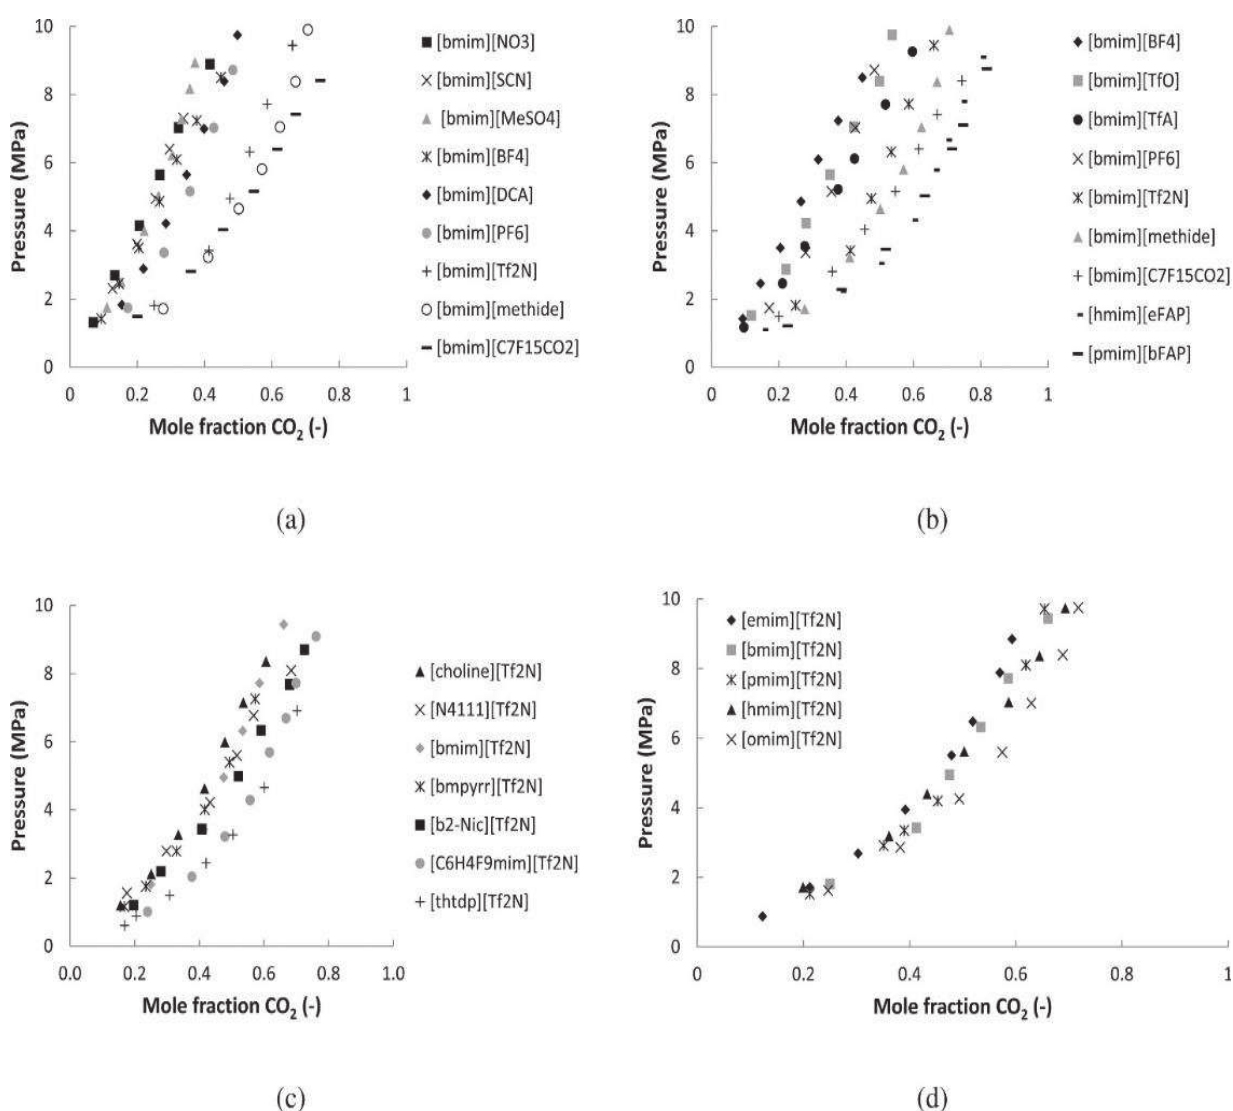 (a)
Pressure (MPa)
10
8
6
4
2
0
0
0.2
0.4
0.6
0.8
1
Mole fraction CO₂ (-)
[bmim][NO3]
[bmim][SCN]
[bmim][MeSO4]
[bmim][BF4]
[bmim][DCA]
[bmim][PF6]
[bmim][Tf2N]
[bmim][methide]
[bmim][C7F15CO2]
(b)
Pressure (MPa)
10
8
6
4
2
0
0
0.2
0.4
0.6
0.8
1
Mole fraction CO₂ (-)
[bmim][BF4]
[bmim][TfO]
[bmim][TfA]
[bmim][PF6]
[bmim][Tf2N]
[bmim][methide]
[bmim][C7F15CO2]
[hmim][eFAP]
[pmim][bFAP]
(a)
(b)
Pressure (MPa)
10
8
6
4
2
0
0.0
0.2
0.4
0.6
0.8
1.0
Mole fraction CO₂ (-)
[choline][Tf2N]
[N4111][Tf2N]
[bmim][Tf2N]
[bmpyrr][Tf2N]
[b2-Nic][Tf2N]
[C6H4F9mim][Tf2N]
[thtdp][Tf2N]
Pressure (MPa)
10
8
6
4
2
0
0
0.2
0.4
0.6
0.8
1
Mole fraction CO₂ (-)
[emim][Tf2N]
[bmim][Tf2N]
[pmim][Tf2N]
[hmim][Tf2N]
[omim][Tf2N]
(c)
(d)